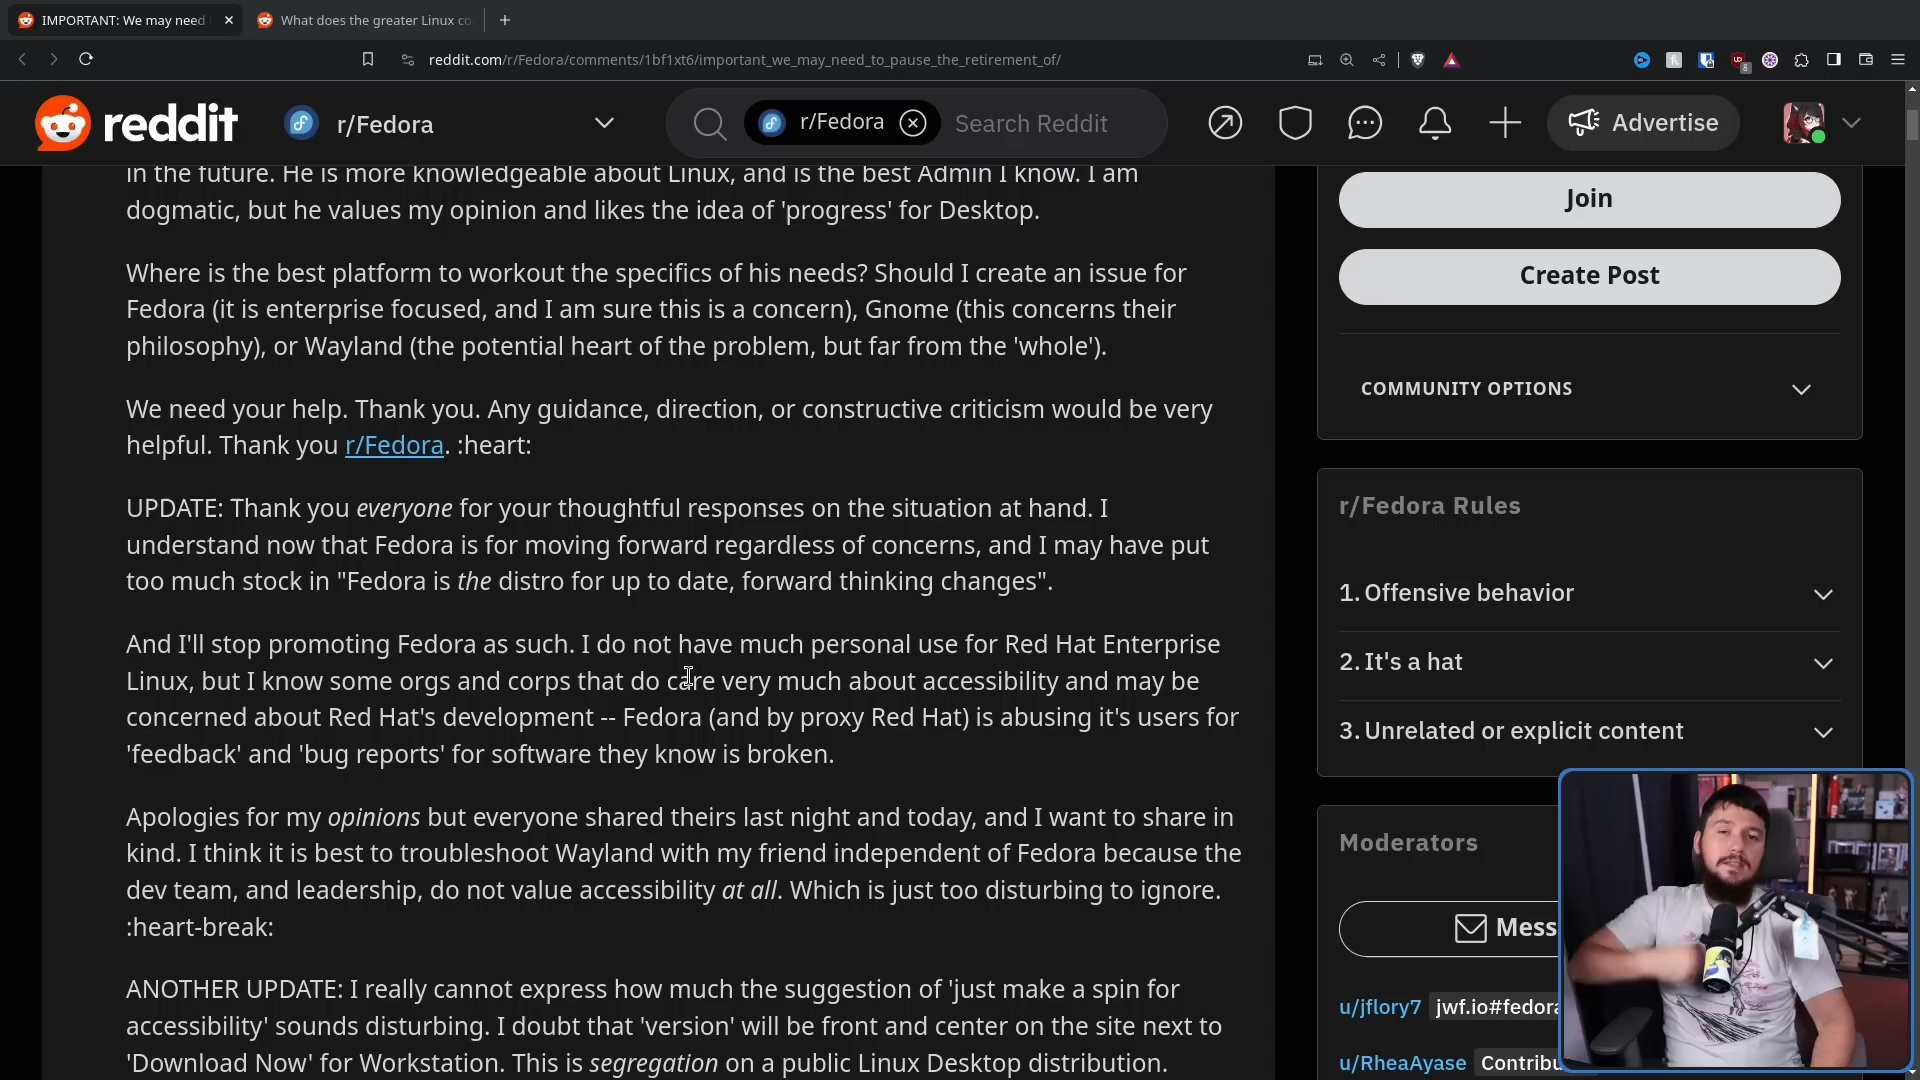 IMPORTANT: We may need
What does the greater Linux co
reddit.com/r/Fedora/comments/1bf1xt6/important_we_may_need_to_pause_the_retirement_of/
8
reddit
r/Fedora
r/Fedora
Search Reddit
Advertise
in the future. He is more knowledgeable about Linux, and is the best Admin I know. I am
dogmatic, but he values my opinion and likes the idea of 'progress' for Desktop.
Where is the best platform to workout the specifics of his needs? Should I create an issue for
Fedora (it is enterprise focused, and I am sure this is a concern), Gnome (this concerns their
philosophy), or Wayland (the potential heart of the problem, but far from the 'whole').
We need your help. Thank you. Any guidance, direction, or constructive criticism would be very
helpful. Thank you r/Fedora. :heart:
UPDATE: Thank you everyone for your thoughtful responses on the situation at hand. I
understand now that Fedora is for moving forward regardless of concerns, and I may have put
too much stock in "Fedora is the distro for up to date, forward thinking changes".
And I'll stop promoting Fedora as such. I do not have much personal use for Red Hat Enterprise
Linux, but I know some orgs and corps that do care very much about accessibility and may be
concerned about Red Hat's development -- Fedora (and by proxy Red Hat) is abusing it's users for
'feedback' and 'bug reports' for software they know is broken.
Apologies for my opinions but everyone shared theirs last night and today, and I want to share in
kind. I think it is best to troubleshoot Wayland with my friend independent of Fedora because the
dev team, and leadership, do not value accessibility at all. Which is just too disturbing to ignore.
:heart-break:
ANOTHER UPDATE: I really cannot express how much the suggestion of 'just make a spin for
accessibility' sounds disturbing. I doubt that 'version' will be front and center on the site next to
'Download Now' for Workstation. This is segregation on a public Linux Desktop distribution.
Join
Create Post
COMMUNITY OPTIONS
r/Fedora Rules
1. Offensive behavior
2. It's a hat
3. Unrelated or explicit content
Moderators
Mess
u/jflory7 jwf.io#fedora
u/RheaAyase Contribu